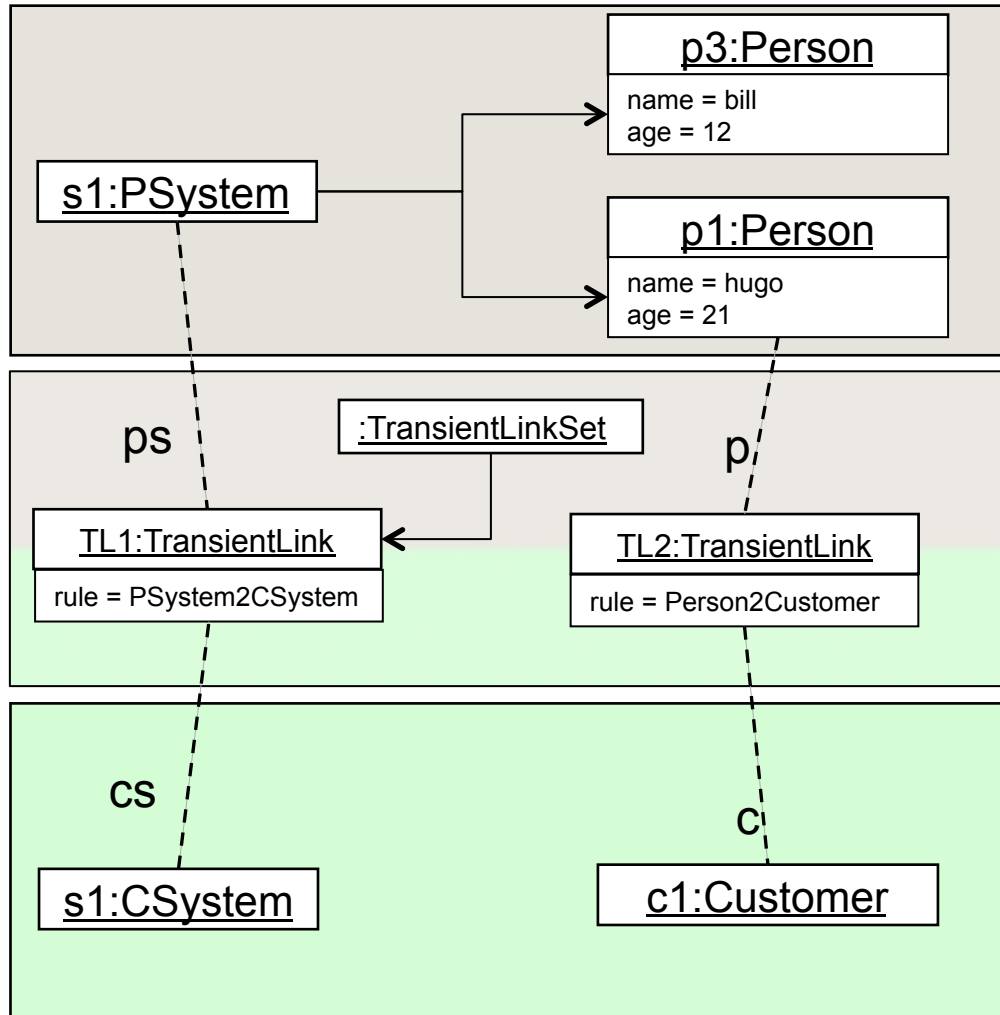 p3:Person
name = bill
age = 12
s1:PSystem
p1:Person
name = hugo
age = 21
:TransientLinkSet
ps
p
TL1:TransientLink
rule = PSystem2CSystem
TL2:TransientLink
rule = Person2Customer
cs
c
s1:CSystem
c1:Customer